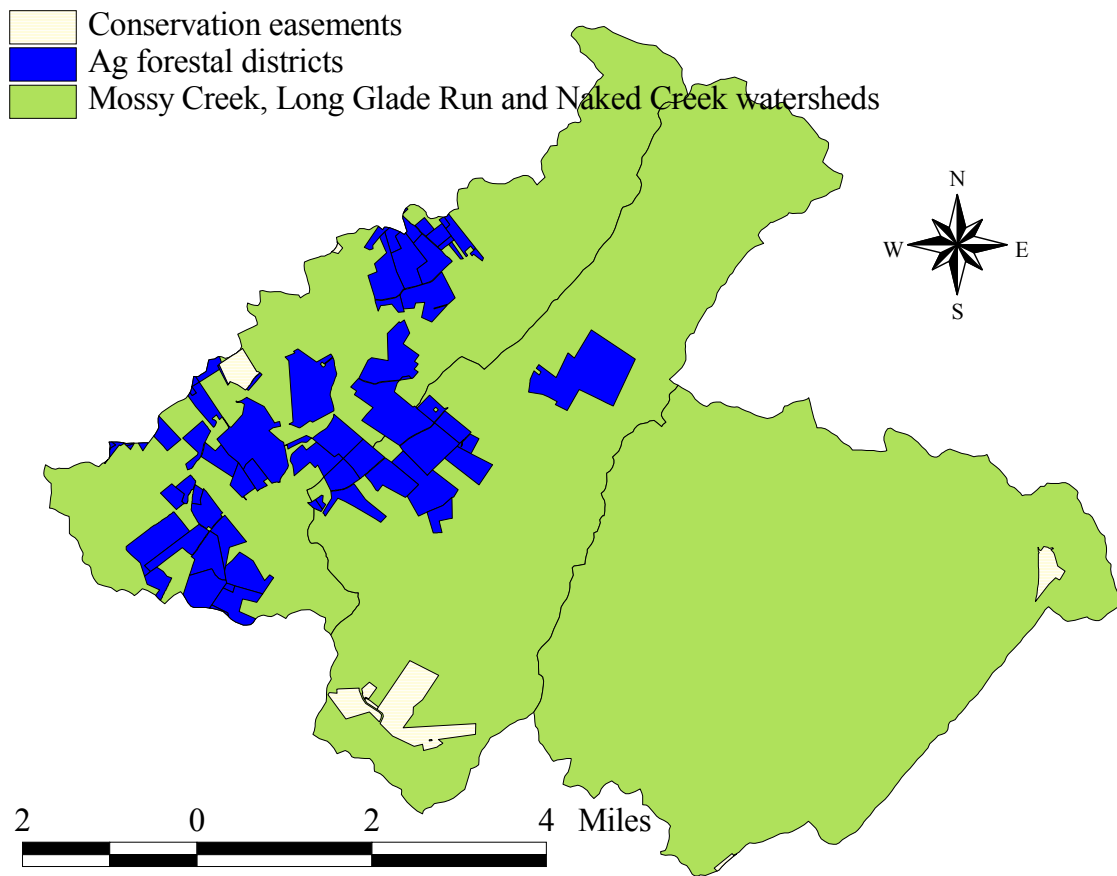 Conservation easements
Ag forestal districts
Mossy Creek, Long Glade Run and Naked Creek watersheds
N
W E
S
2 0 2 4 Miles